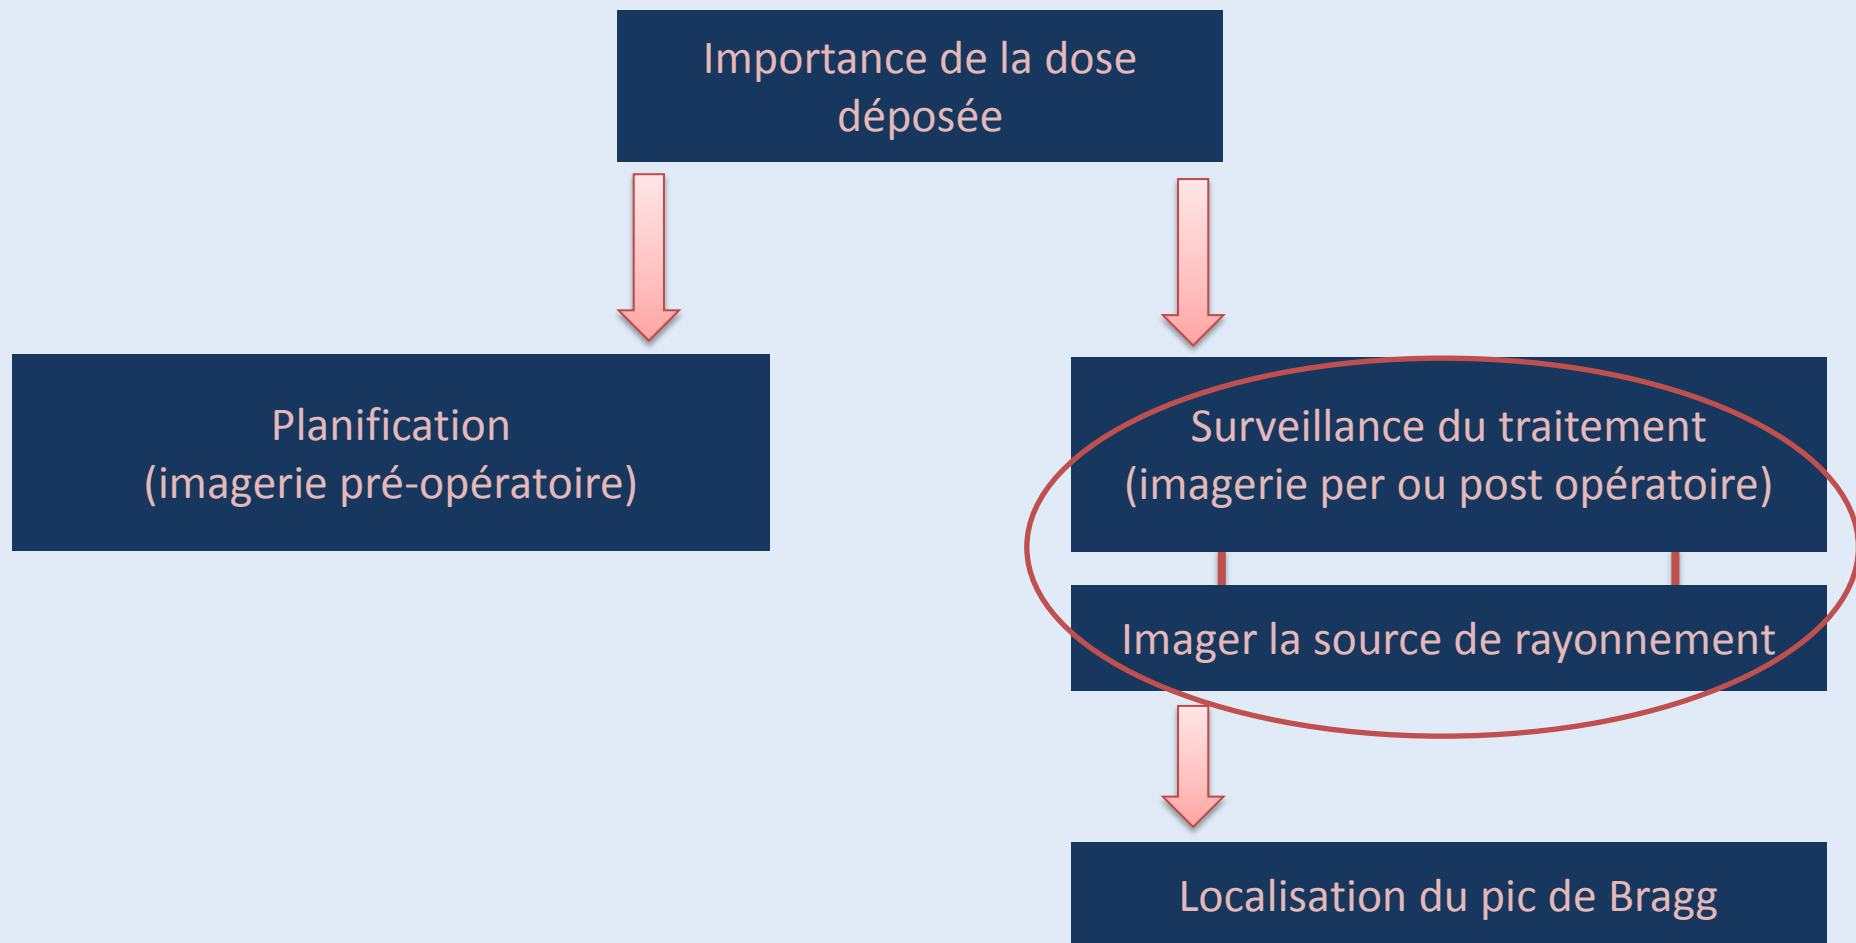 Importance de la dose
déposée
Planification
(imagerie pré-opératoire)
Surveillance du traitement
(imagerie per ou post opératoire)
Imager la source de rayonnement
Localisation du pic de Bragg